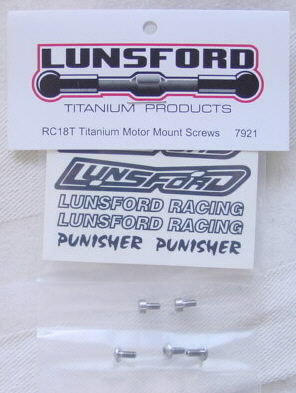 LUNSFORD
TITANIUM PRODUCTS
RC18T Titanium Motor Mount Screws 7921
LUNSFORD
LUNSFORD RACING
LUNSFORD RACING
PUNISHER PUNISHER